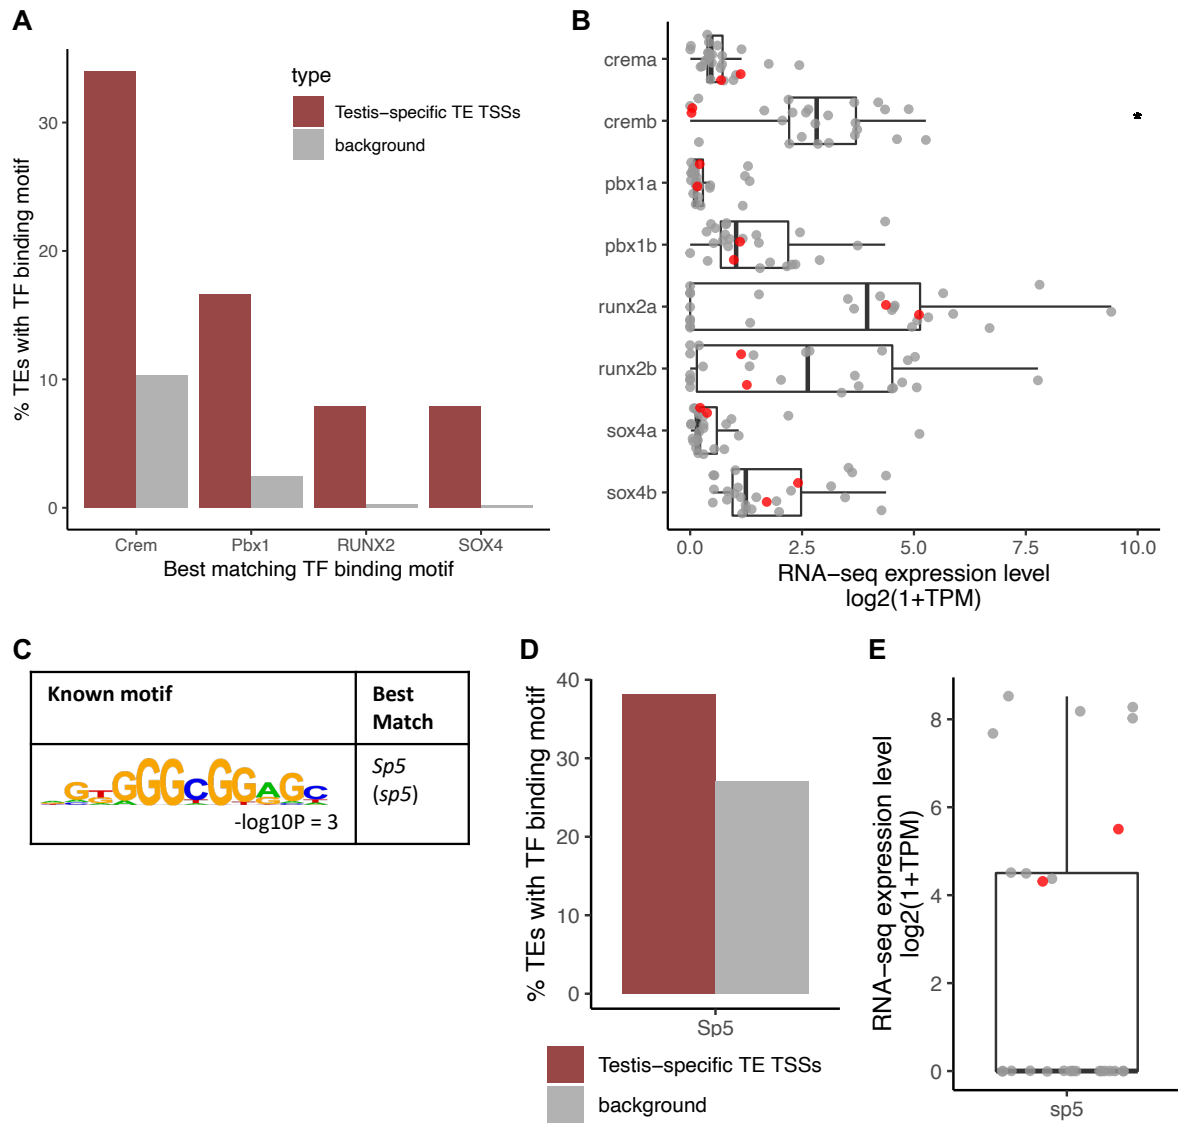 A
% TEs with TF binding motif
30
20
10
0
type
Testis−specific TE TSSs
background
Crem
Pbx1
RUNX2
SOX4
Best matching TF binding motif
B
crema
cremb
pbx1a
pbx1b
runx2a
runx2b
sox4a
sox4b
*
0.0
2.5
5.0
7.5
10.0
RNA−seq expression level
log2(1+TPM)
C
Known motif
Best
Match
GTGGGCGGAGC
-log10P = 3
Sp5
(sp5)
D
% TEs with TF binding motif
40
30
20
10
0
Sp5
Testis−specific TE TSSs
background
E
RNA−seq expression level
log2(1+TPM)
8
6
4
2
0
sp5